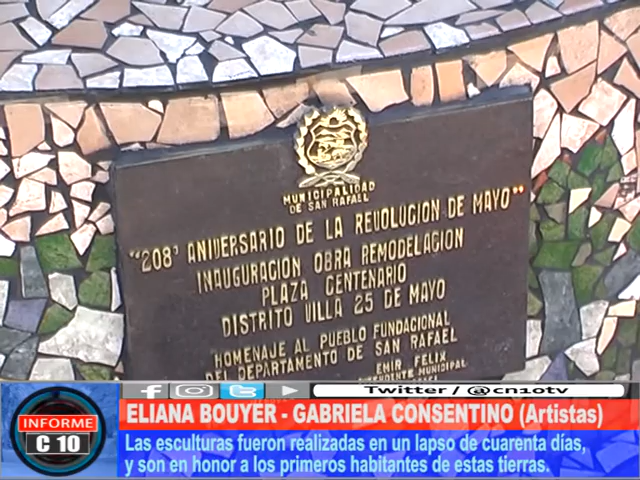 MUNICIPALIDAD
DE SAN RAFAEL
"208º ANIVERSARIO DE LA REVOLUCION DE MAYO"
INAUGURACION OBRA REMODELACION
PLAZA CENTENARIO
DISTRITO VILLA 25 DE MAYO
HOMENAJE AL PUEBLO FUNDACIONAL
DEL DEPARTAMENTO DE SAN RAFAEL
EMIR FELIX
MUNICIPAL
Twitter / @cn10tv
INFORME
C 10
ELIANA BOUYER - GABRIELA CONSENTINO (Artistas)
Las esculturas fueron realizadas en un lapso de cuarenta días,
y son en honor a los primeros habitantes de estas tierras.